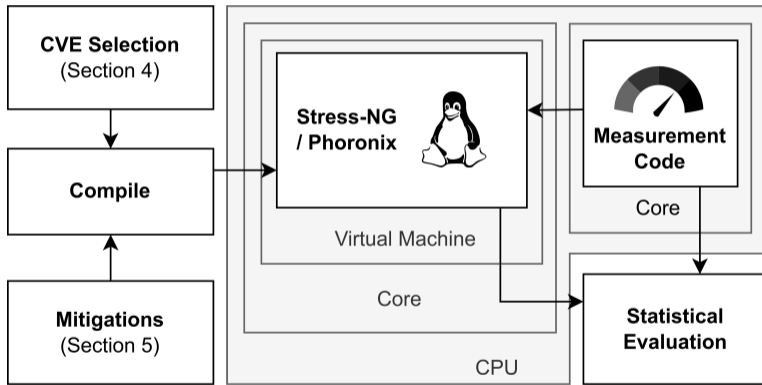 CVE Selection
(Section 4)
Compile
Mitigations
(Section 5)
Stress-NG
/ Phoronix
Virtual Machine
Core
CPU
Measurement
Code
Core
Statistical
Evaluation